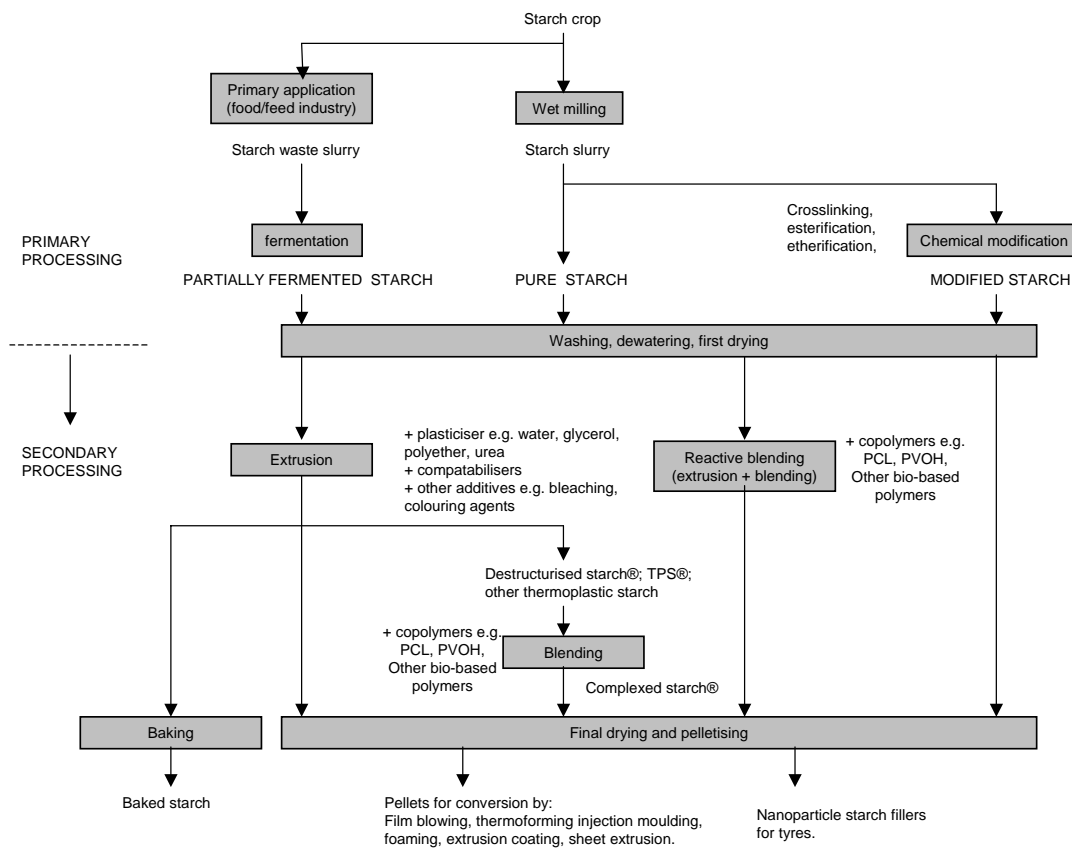 Starch crop
Primary application
(food/feed industry)
Wet milling
Starch waste slurry
Starch slurry
Crosslinking,
esterification,
etherification,
PRIMARY
PROCESSING
fermentation
Chemical modification
PARTIALLY FERMENTED STARCH
PURE STARCH
MODIFIED STARCH
Washing, dewatering, first drying
SECONDARY
PROCESSING
Extrusion
+ plasticiser e.g. water, glycerol,
polyether, urea
+ compatabilisers
+ other additives e.g. bleaching,
colouring agents
Reactive blending
(extrusion + blending)
+ copolymers e.g.
PCL, PVOH,
Other bio-based
polymers
Destructurised starch®; TPS®;
other thermoplastic starch
+ copolymers e.g.
PCL, PVOH,
Other bio-based
polymers
Blending
Complexed starch®
Baking
Final drying and pelletising
Baked starch
Pellets for conversion by:
Film blowing, thermoforming injection moulding,
foaming, extrusion coating, sheet extrusion.
Nanoparticle starch fillers
for tyres.